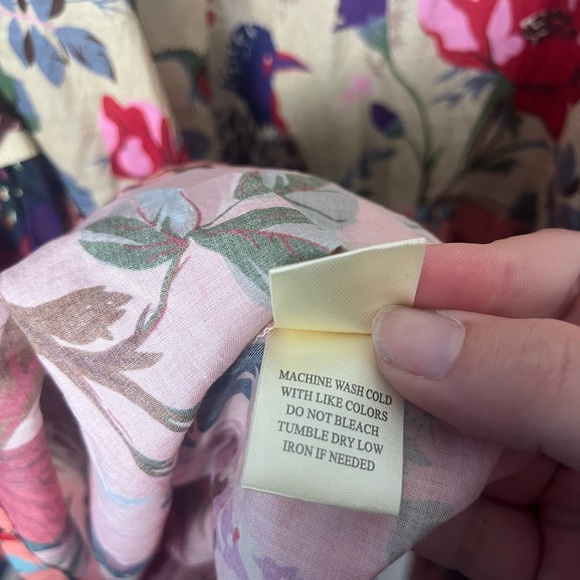 MACHINE WASH COLD
WITH LIKE COLORS
DO NOT BLEACH
TUMBLE DRY LOW
IRON IF NEEDED